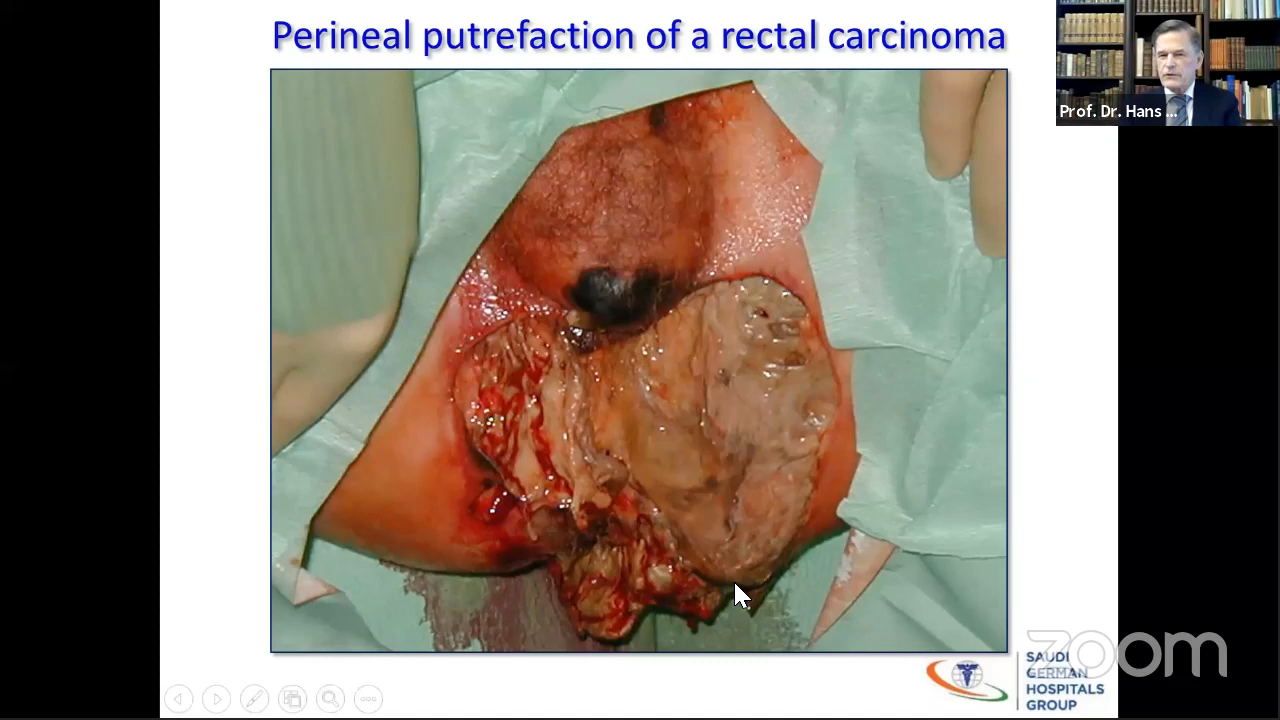 Perineal putrefaction of a rectal carcinoma
Prof. Dr. Hans ...
zoom
SAUDI
GERMAN
HOSPITALS
GROUP